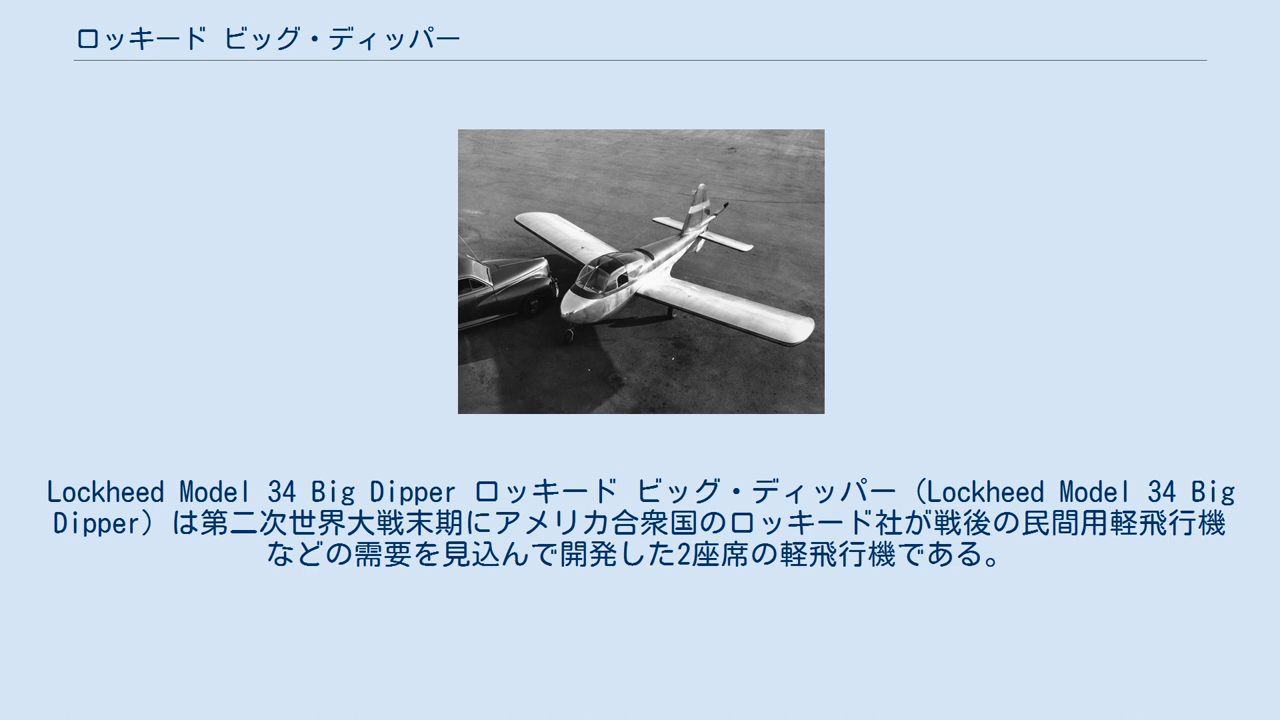 ロッキード ビッグ・ディッパー
Lockheed Model 34 Big Dipper ロッキード ビッグ・ディッパー（Lockheed Model 34 Big
Dipper）は第二次世界大戦末期にアメリカ合衆国のロッキード社が戦後の民間用軽飛行機
などの需要を見込んで開発した2座席の軽飛行機である。